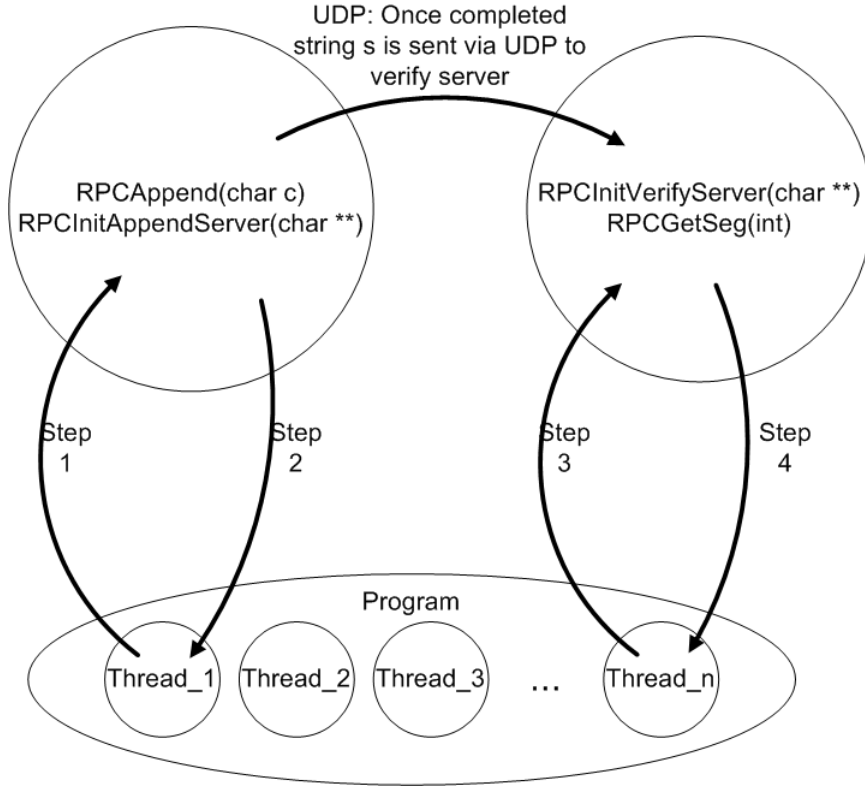 UDP: Once completed
string s is sent via UDP to
verify server
RPCAppend(char c)
RPCInitAppendServer(char **)
RPCInitVerifyServer(char **)
RPCGetSeg(int)
Step
1
Step
2
Step
3
Step
4
Program
Thread_1
Thread_2
Thread_3
...
Thread_n